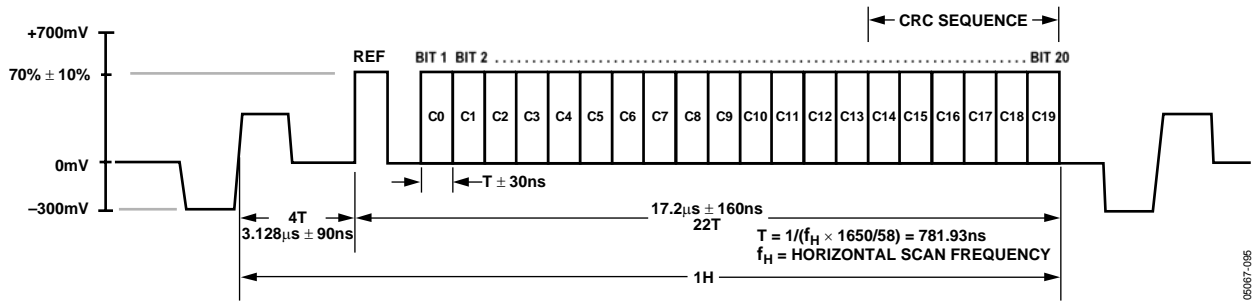 CRC SEQUENCE
+700mV
REF
BIT 1 BIT 2 ........................................................................ BIT 20
70% ± 10%
C0 C1 C2 C3 C4 C5 C6 C7 C8 C9 C10 C11 C12 C13 C14 C15 C16 C17 C18 C19
0mV
T ± 30ns
–300mV
4T
3.128µs ± 90ns
17.2µs ± 160ns
22T
T = 1/(fH × 1650/58) = 781.93ns
fH = HORIZONTAL SCAN FREQUENCY
1H
05067-095